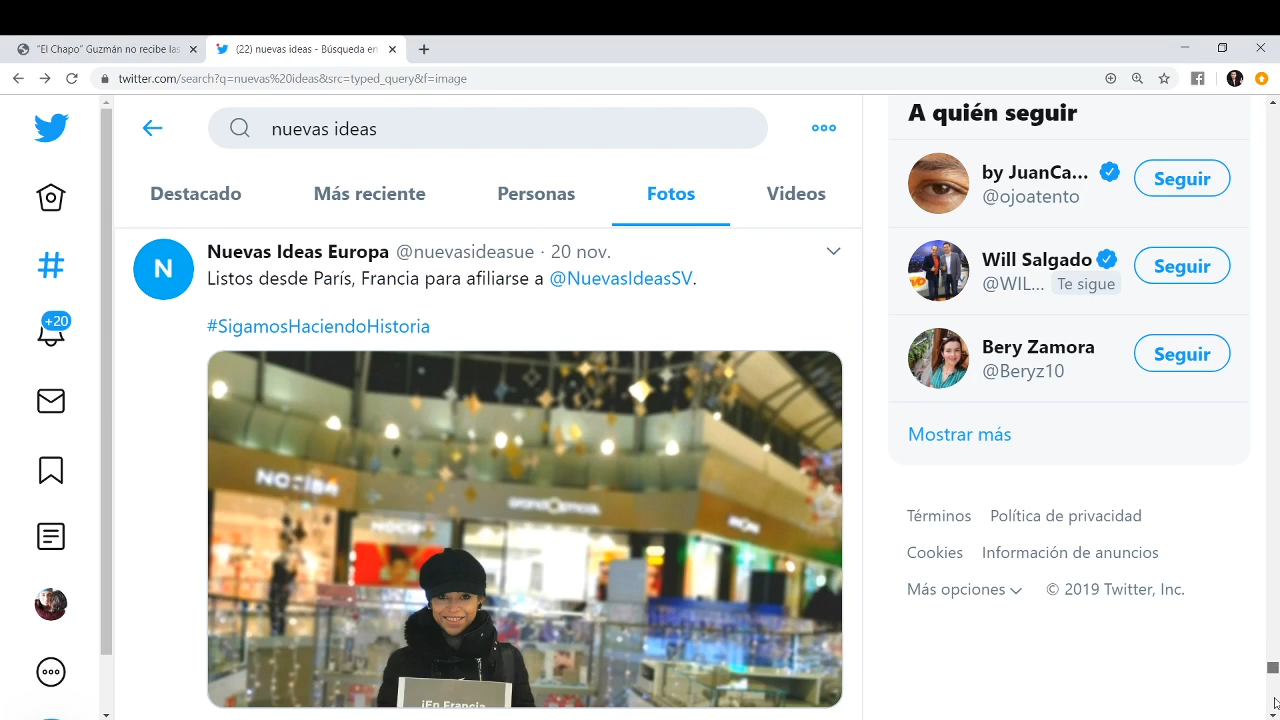 "El Chapo" Guzmán no recibe las
(22) nuevas ideas - Búsqueda en
twitter.com/search?q=nuevas%20ideas&src=typed_query&f=image
nuevas ideas
Destacado
Más reciente
Personas
Fotos
Videos
+20
N
Nuevas Ideas Europa @nuevasideasue · 20 nov.
Listos desde París, Francia para afiliarse a @NuevasIdeasSV.
#SigamosHaciendoHistoria
¡En Francia
A quién seguir
by JuanCa...
@ojoatento
Seguir
Will Salgado
@WIL... Te sigue
Seguir
Bery Zamora
@Beryz10
Seguir
Mostrar más
Términos Política de privacidad
Cookies Información de anuncios
Más opciones © 2019 Twitter, Inc.